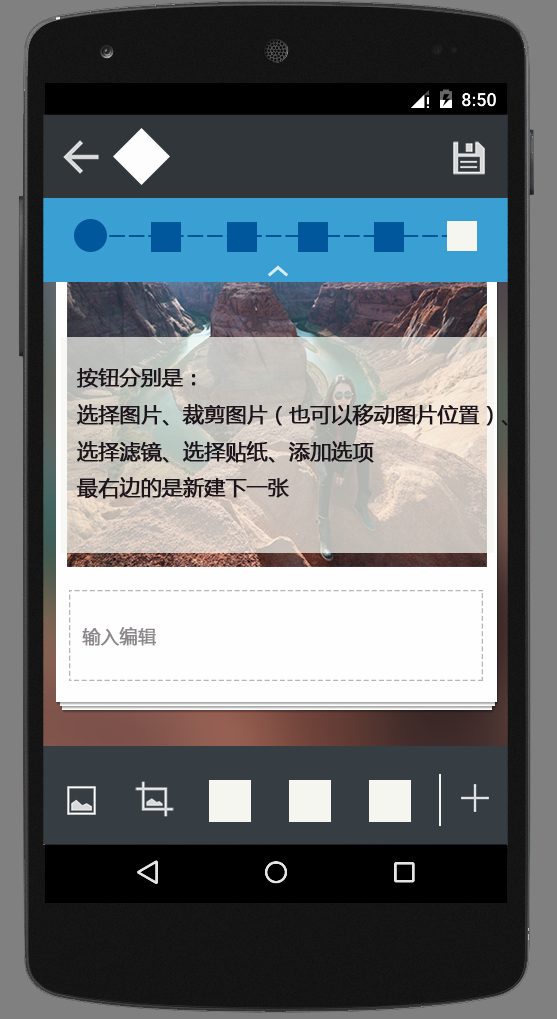 8:50
按钮分别是：
选择图片、裁剪图片（也可以移动图片位置）、
选择滤镜、选择贴纸、添加选项
最右边的是新建下一张
输入编辑